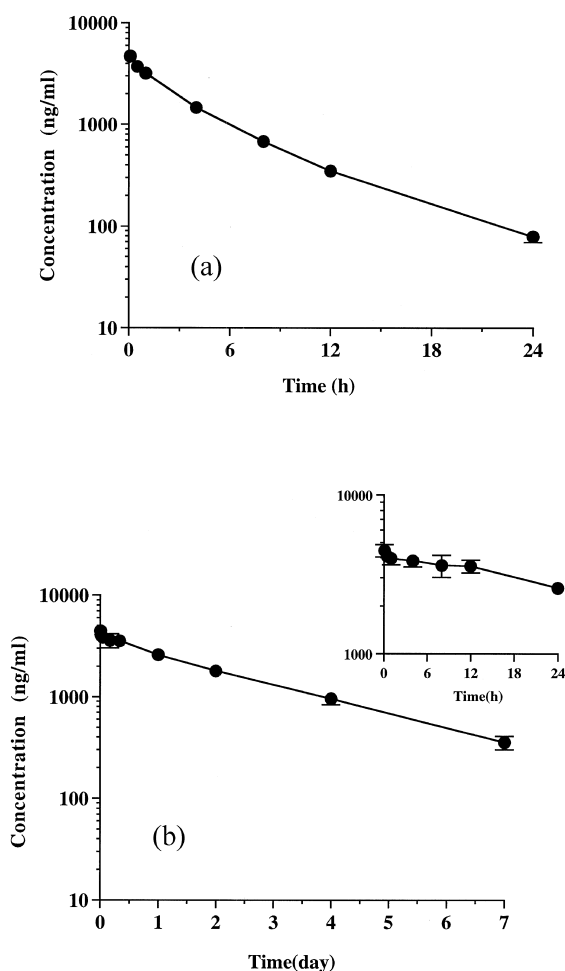 10000
1000
100
10
Concentration (ng/ml)
(a)
0 6 12 18 24
Time (h)
10000
1000
0 6 12 18 24
Time(h)
10000
1000
100
10
Concentration (ng/ml)
(b)
0 1 2 3 4 5 6 7
Time(day)